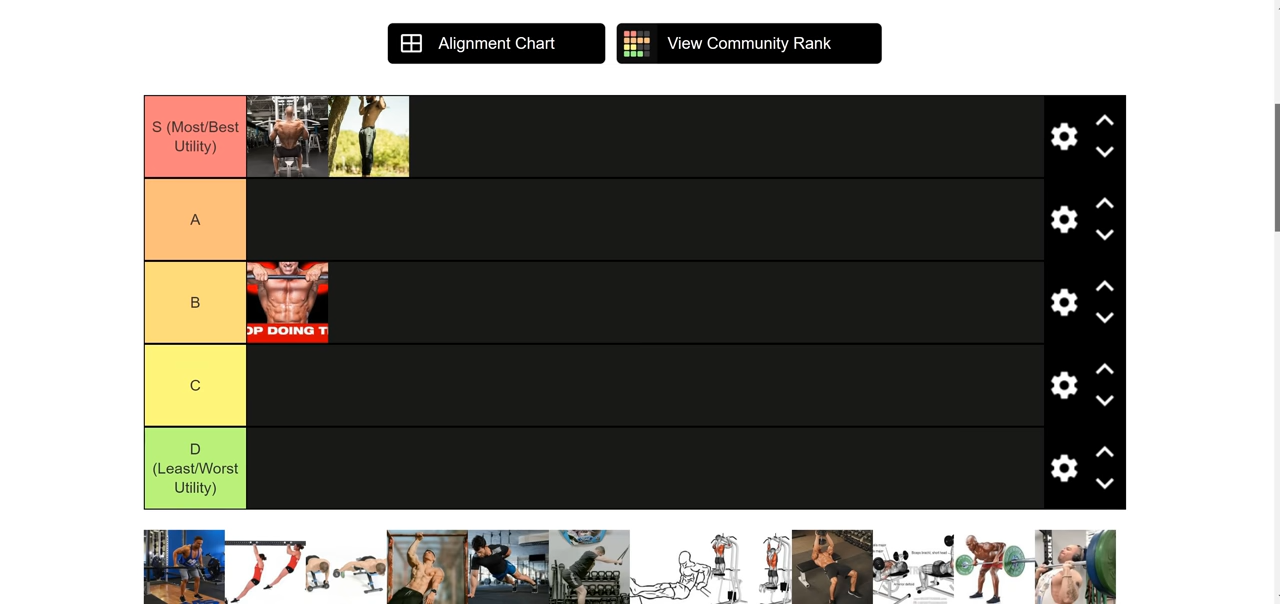 Alignment Chart
View Community Rank
S (Most/Best
Utility)
A
B
OP DOING T
C
D
(Least/Worst
Utility)